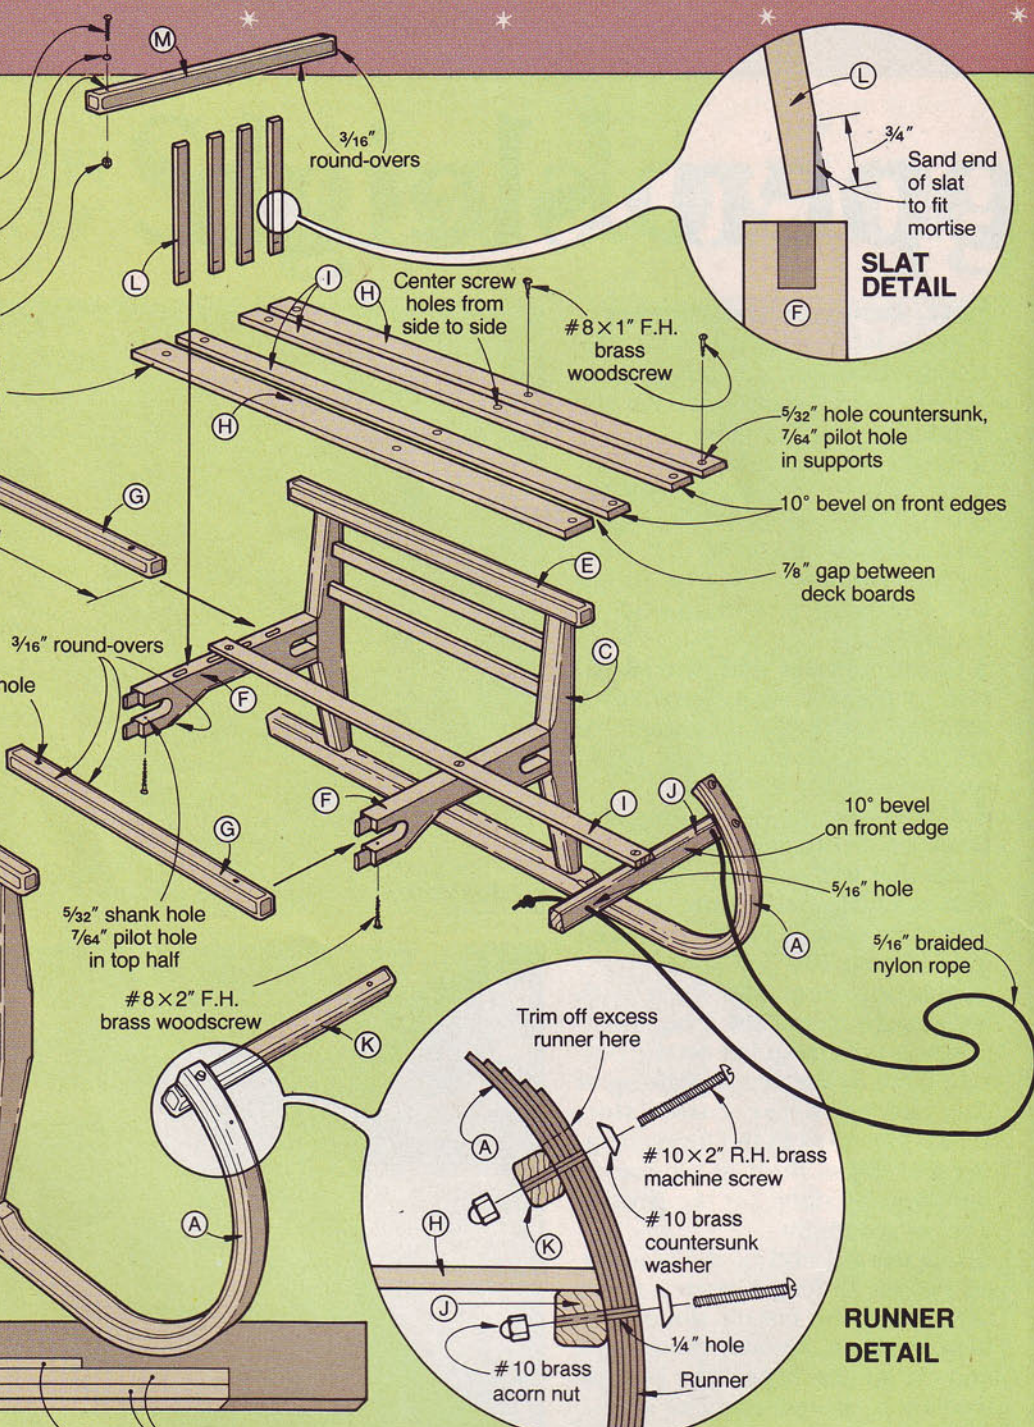 M
3/16"
round-overs
L
3/4"
Sand end
of slat
to fit
mortise
SLAT
DETAIL
F
L
I
H
Center screw
holes from
side to side
#8×1" F.H.
brass
woodscrew
H
5/32" hole countersunk,
7/64" pilot hole
in supports
10° bevel on front edges
7/8" gap between
deck boards
G
E
C
3/16" round-overs
hole
F
F
G
I
J
10° bevel
on front edge
5/16" hole
A
5/16" braided
nylon rope
5/32" shank hole
7/64" pilot hole
in top half
#8×2" F.H.
brass woodscrew
K
A
Trim off excess
runner here
A
#10×2" R.H. brass
machine screw
K
#10 brass
countersunk
washer
H
J
1/4" hole
#10 brass
acorn nut
Runner
RUNNER
DETAIL